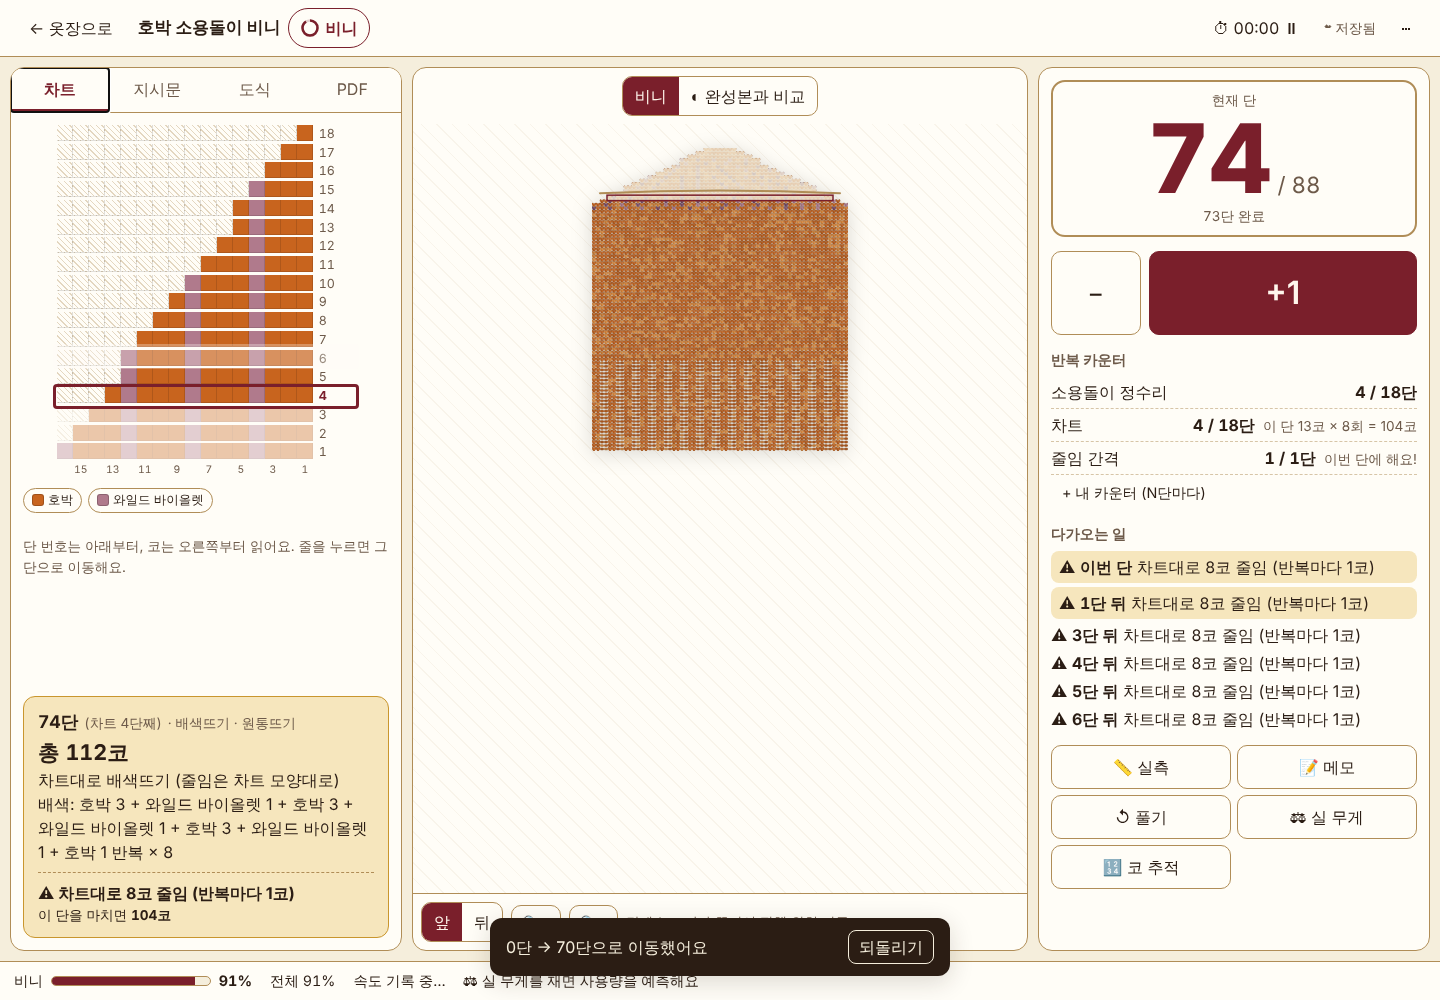 ← 옷장으로
호박 소용돌이 비니
비니
00:00
저장됨
차트
지시문
도식
PDF
18
17
16
15
14
13
12
11
10
9
8
7
6
5
4
3
2
1
15 13 11 9 7 5 3 1
호박
와일드 바이올렛
단 번호는 아래부터, 코는 오른쪽부터 읽어요. 줄을 누르면 그
단으로 이동해요.
74단 (차트 4단째) · 배색뜨기 · 원통뜨기
총 112코
차트대로 배색뜨기 (줄임은 차트 모양대로)
배색: 호박 3 + 와일드 바이올렛 1 + 호박 3 +
와일드 바이올렛 1 + 호박 3 + 와일드 바이올렛
1 + 호박 1 반복 × 8
⚠ 차트대로 8코 줄임 (반복마다 1코)
이 단을 마치면 104코
비니
완성본과 비교
앞
뒤
현재 단
74 / 88
73단 완료
−
+1
반복 카운터
소용돌이 정수리 4 / 18단
차트 4 / 18단 이 단 13코 × 8회 = 104코
줄임 간격 1 / 1단 이번 단에 해요!
+ 내 카운터 (N단마다)
다가오는 일
⚠ 이번 단 차트대로 8코 줄임 (반복마다 1코)
⚠ 1단 뒤 차트대로 8코 줄임 (반복마다 1코)
⚠ 3단 뒤 차트대로 8코 줄임 (반복마다 1코)
⚠ 4단 뒤 차트대로 8코 줄임 (반복마다 1코)
⚠ 5단 뒤 차트대로 8코 줄임 (반복마다 1코)
⚠ 6단 뒤 차트대로 8코 줄임 (반복마다 1코)
실측
메모
풀기
실 무게
코 추적
0단 → 70단으로 이동했어요
되돌리기
비니 91% 전체 91% 속도 기록 중… 실 무게를 재면 사용량을 예측해요